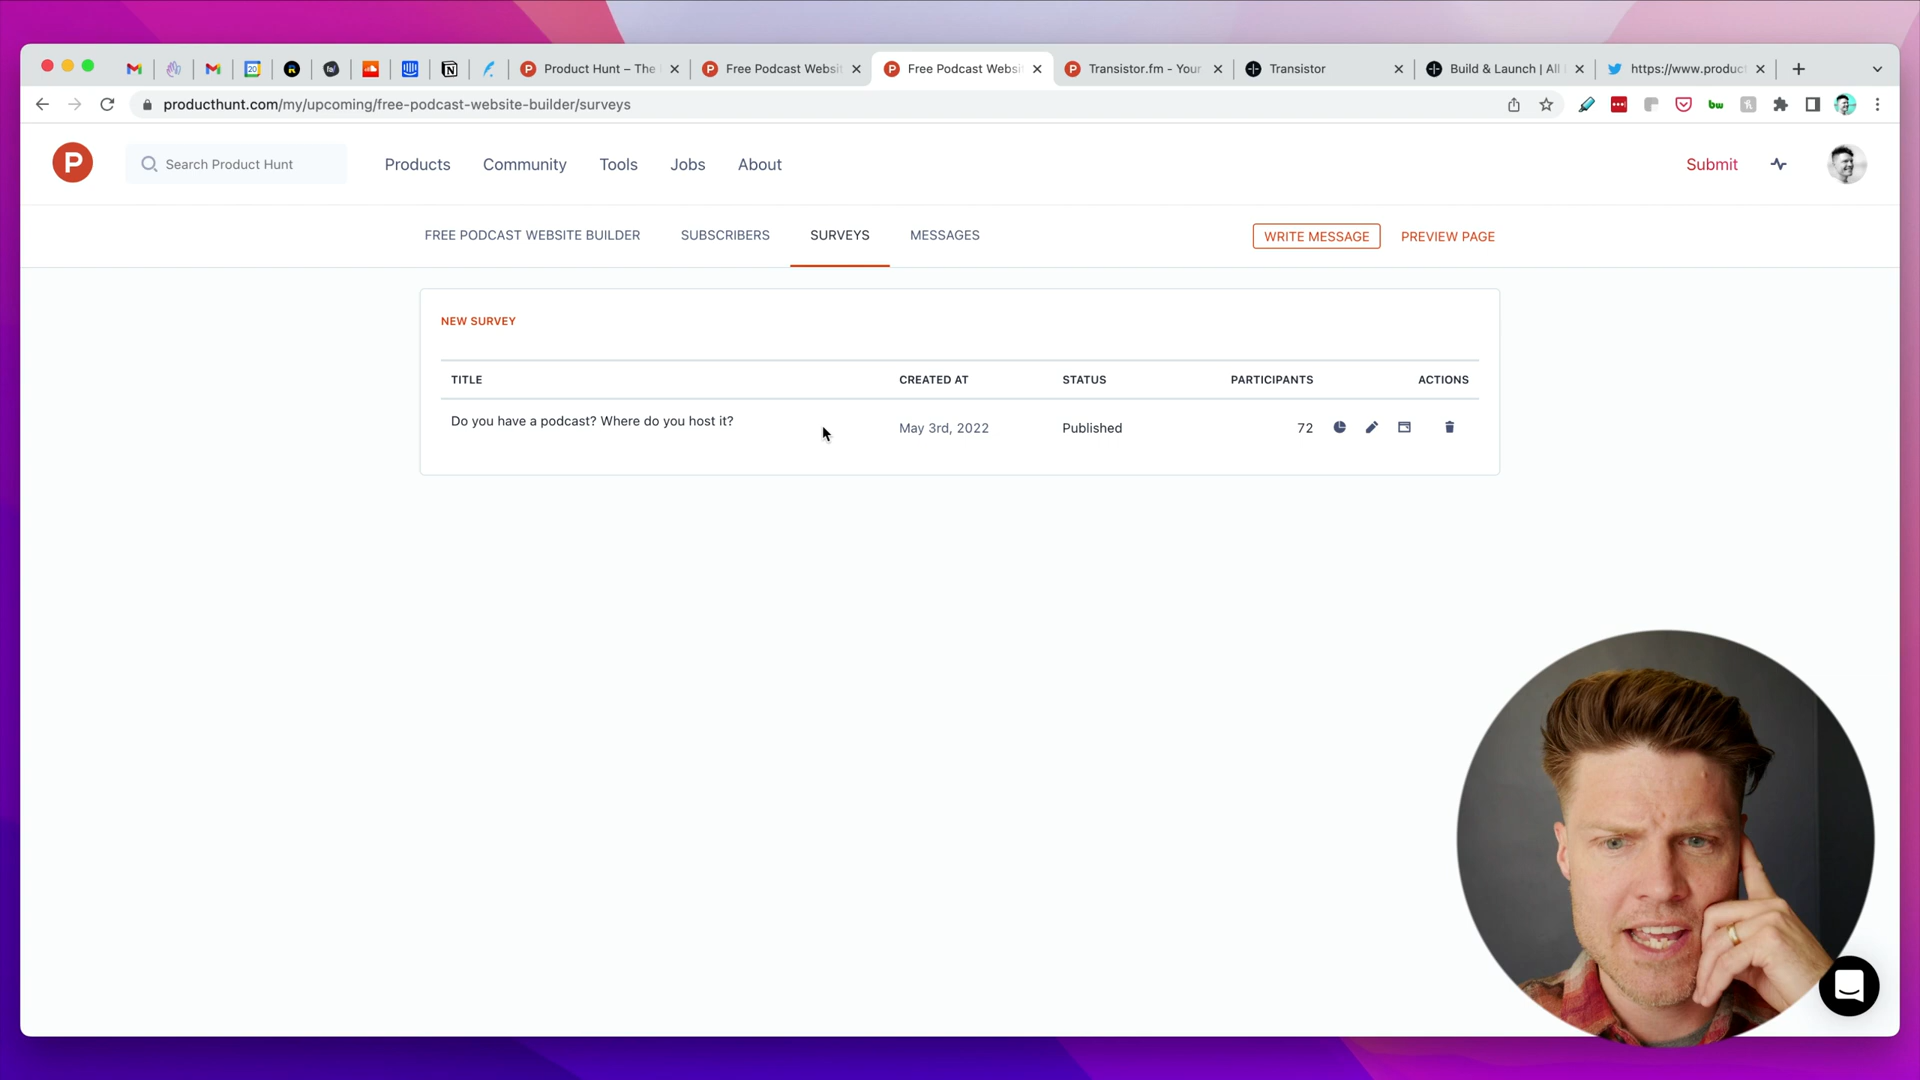 Product Hunt – The
Free Podcast Websi
Free Podcast Websi
Transistor.fm - Your
Transistor
Build & Launch | All
https://www.produc
producthunt.com/my/upcoming/free-podcast-website-builder/surveys
bw
P
Search Product Hunt
Products
Community
Tools
Jobs
About
Submit
FREE PODCAST WEBSITE BUILDER
SUBSCRIBERS
SURVEYS
MESSAGES
WRITE MESSAGE
PREVIEW PAGE
NEW SURVEY
TITLE
CREATED AT
STATUS
PARTICIPANTS
ACTIONS
Do you have a podcast? Where do you host it?
May 3rd, 2022
Published
72